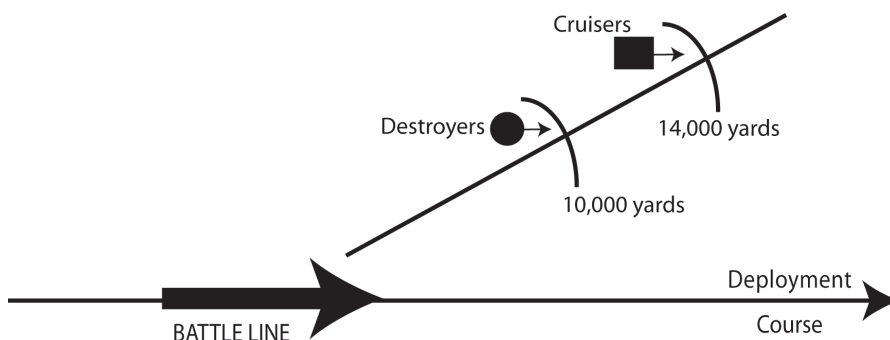 Cruisers
Destroyers
14,000 yards
10,000 yards
Deployment
Course
BATTLE LINE